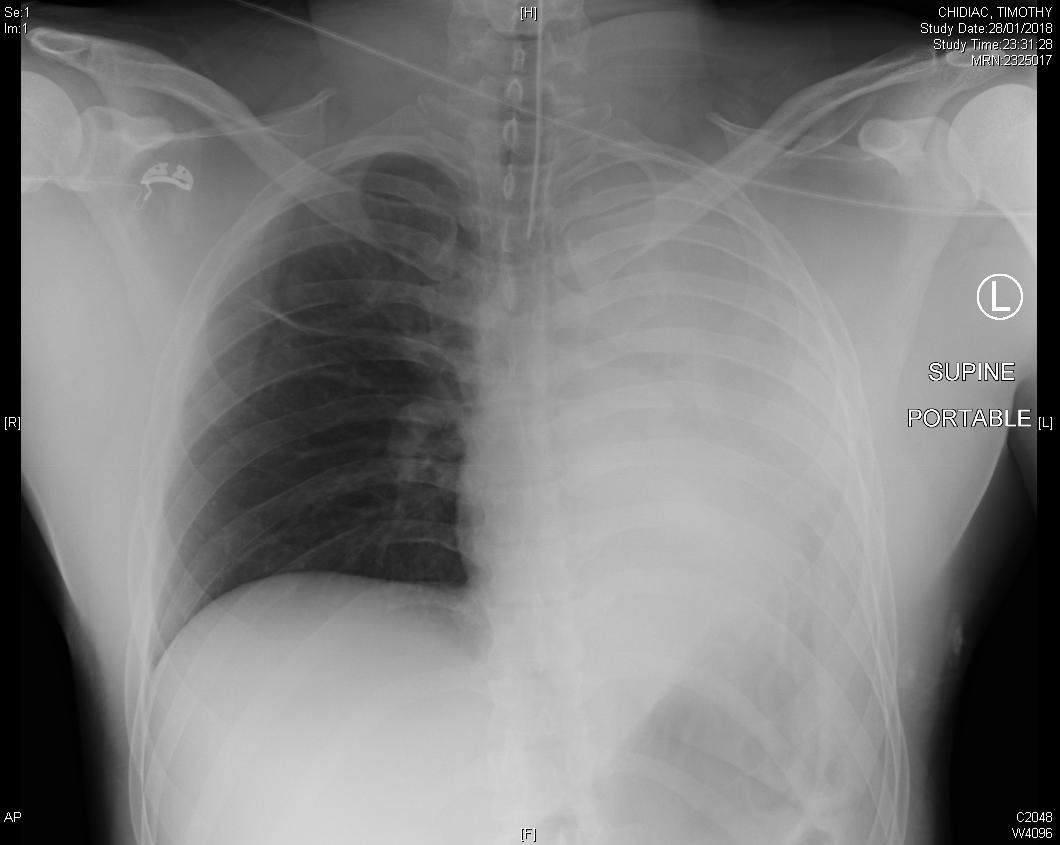 Se:1
Im:1
[H]
CHIDIAC, TIMOTHY
Study Date:28/01/2018
Study Time:23:31:28
MRN:2325017
L
SUPINE
PORTABLE
[R]
[L]
AP
[F]
C2048
W4096